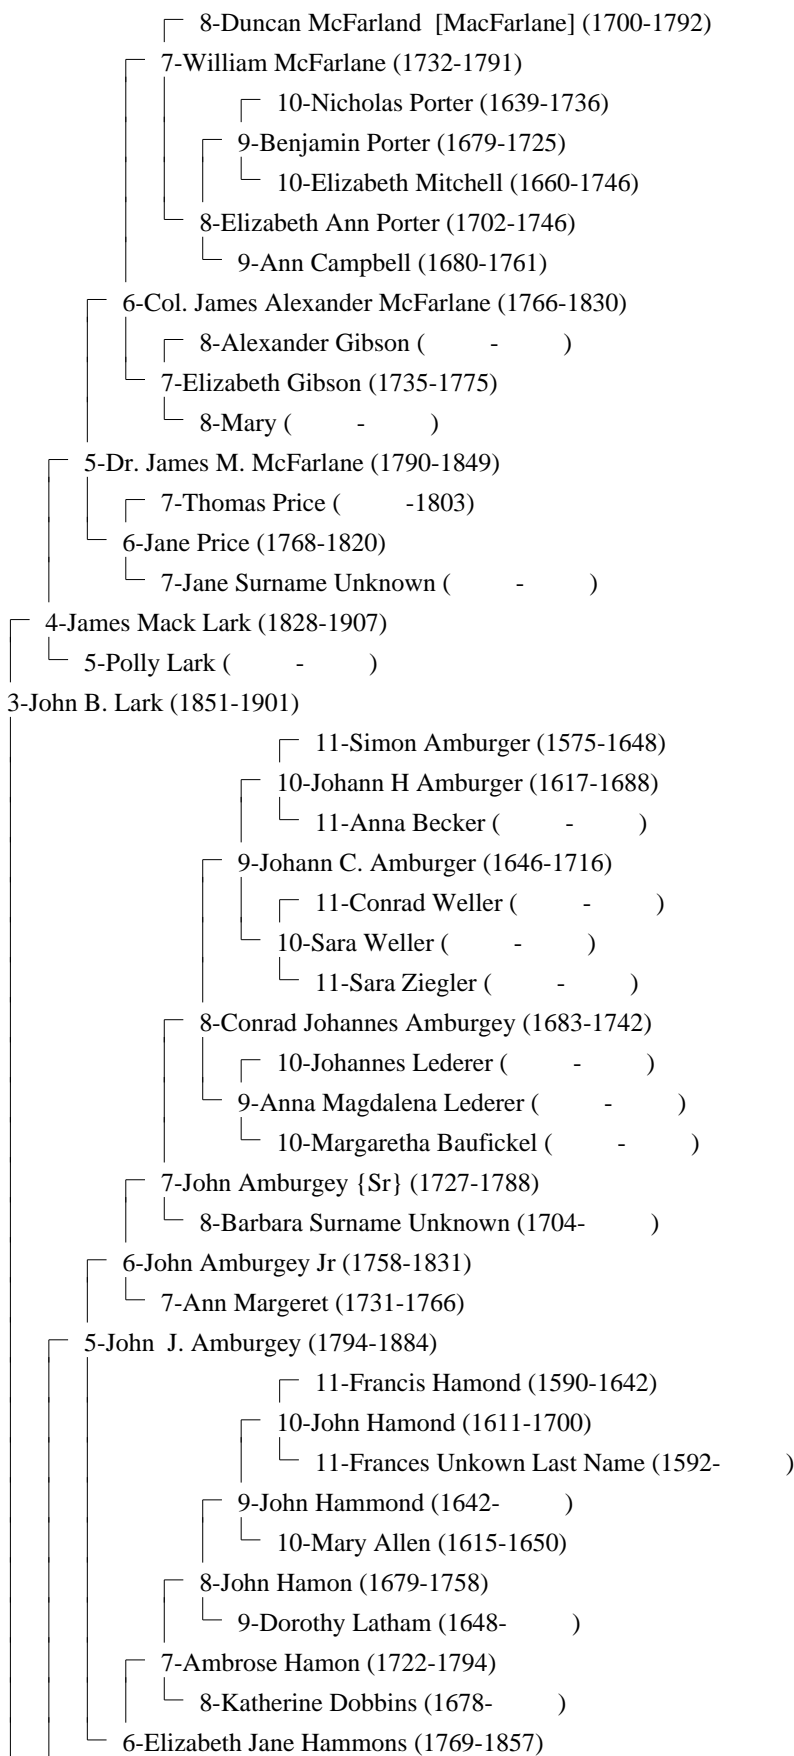 8-Duncan McFarland [MacFarlane] (1700-1792)
7-William McFarlane (1732-1791)
10-Nicholas Porter (1639-1736)
9-Benjamin Porter (1679-1725)
10-Elizabeth Mitchell (1660-1746)
8-Elizabeth Ann Porter (1702-1746)
9-Ann Campbell (1680-1761)
6-Col. James Alexander McFarlane (1766-1830)
8-Alexander Gibson ( - )
7-Elizabeth Gibson (1735-1775)
8-Mary ( - )
5-Dr. James M. McFarlane (1790-1849)
7-Thomas Price ( -1803)
6-Jane Price (1768-1820)
7-Jane Surname Unknown ( - )
4-James Mack Lark (1828-1907)
5-Polly Lark ( - )
3-John B. Lark (1851-1901)
11-Simon Amburger (1575-1648)
10-Johann H Amburger (1617-1688)
11-Anna Becker ( - )
9-Johann C. Amburger (1646-1716)
11-Conrad Weller ( - )
10-Sara Weller ( - )
11-Sara Ziegler ( - )
8-Conrad Johannes Amburgey (1683-1742)
10-Johannes Lederer ( - )
9-Anna Magdalena Lederer ( - )
10-Margaretha Baufickel ( - )
7-John Amburgey {Sr} (1727-1788)
8-Barbara Surname Unknown (1704- )
6-John Amburgey Jr (1758-1831)
7-Ann Margeret (1731-1766)
5-John J. Amburgey (1794-1884)
11-Francis Hamond (1590-1642)
10-John Hamond (1611-1700)
11-Frances Unkown Last Name (1592- )
9-John Hammond (1642- )
10-Mary Allen (1615-1650)
8-John Hamon (1679-1758)
9-Dorothy Latham (1648- )
7-Ambrose Hamon (1722-1794)
8-Katherine Dobbins (1678- )
6-Elizabeth Jane Hammons (1769-1857)